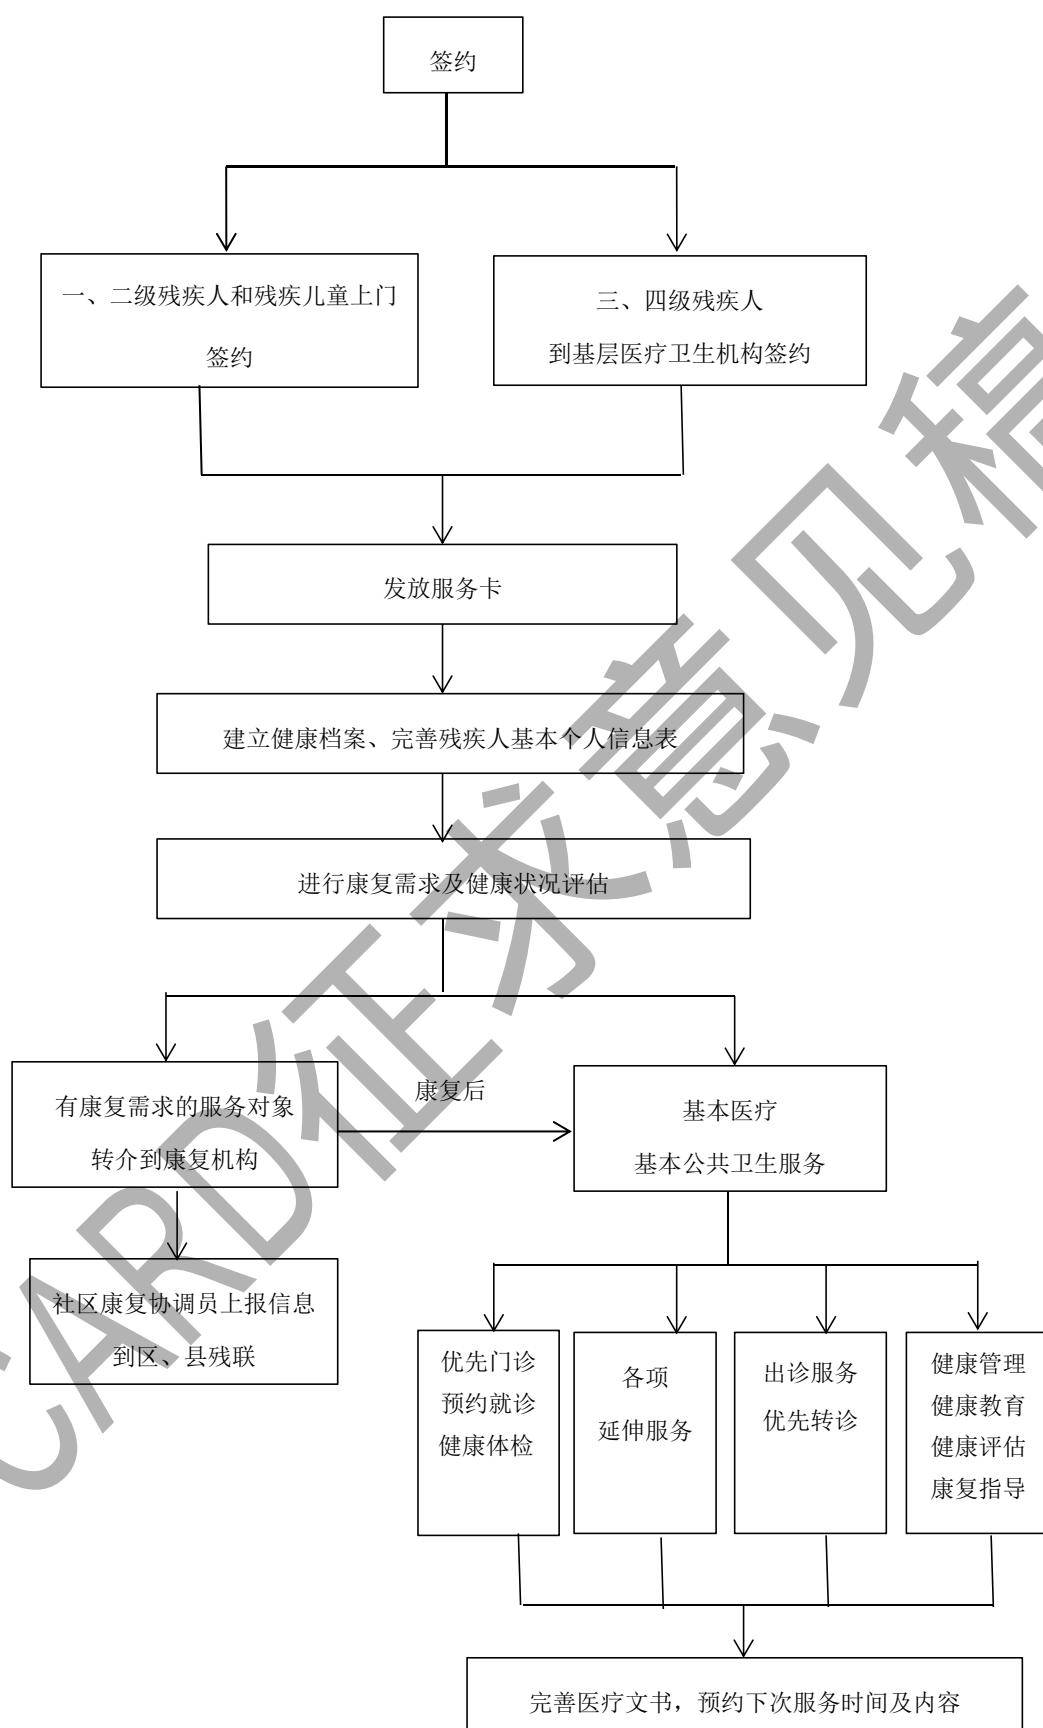 签约
一、二级残疾人和残疾儿童上门
签约
三、四级残疾人
到基层医疗卫生机构签约
发放服务卡
建立健康档案、完善残疾人基本个人信息表
进行康复需求及健康状况评估
有康复需求的服务对象
转介到康复机构
康复后
基本医疗
基本公共卫生服务
社区康复协调员上报信息
到区、县残联
优先门诊
预约就诊
健康体检
各项
延伸服务
出诊服务
优先转诊
健康管理
健康教育
健康评估
康复指导
完善医疗文书，预约下次服务时间及内容
CARD征求意见稿